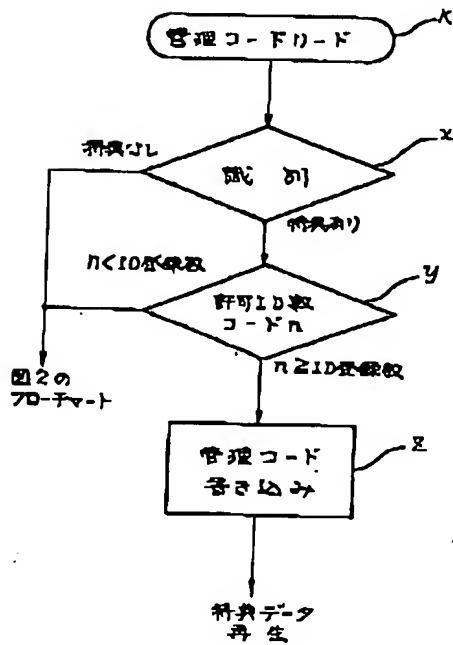 管理コードリード
K
x
特典なし
識別
特典あり
n<ID登録数
y
許可ID数
コードn
n≧ID登録数
図2の
フローチャート
管理コード
書き込み
z
特典データ
再生